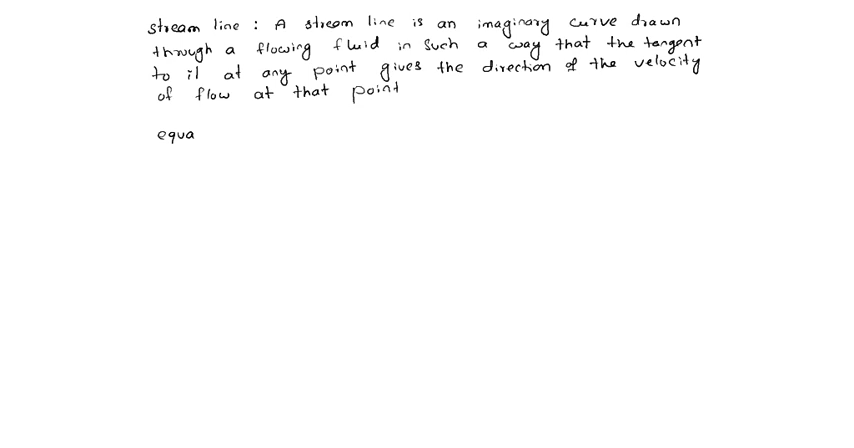 stream line : A stream line is an imaginary curve drawn
through a flowing fluid in such a way that the tangent
to it at any point gives the direction of the velocity
of flow at that point
equa